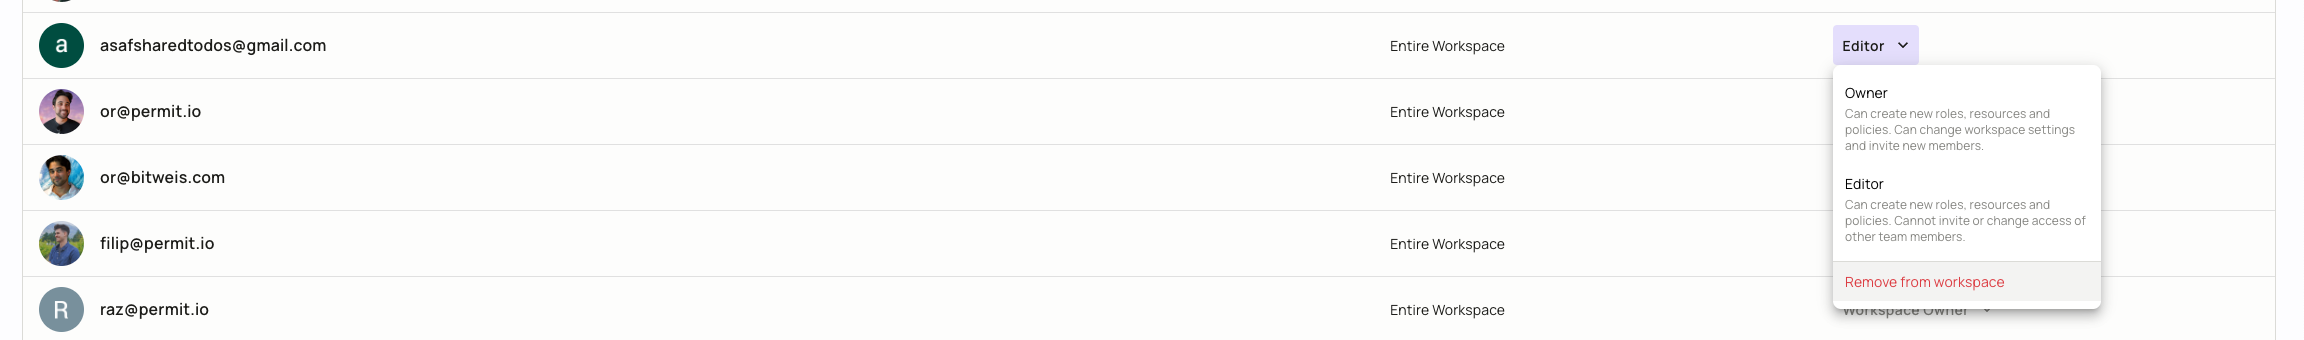 a asafsharedtodos@gmail.com Entire Workspace Editor
or@permit.io Entire Workspace
Owner
Can create new roles, resources and
policies. Can change workspace settings
and invite new members.
or@bitweis.com Entire Workspace
Editor
Can create new roles, resources and
policies. Cannot invite or change access of
other team members.
filip@permit.io Entire Workspace
Remove from workspace
R raz@permit.io Entire Workspace Workspace Owner